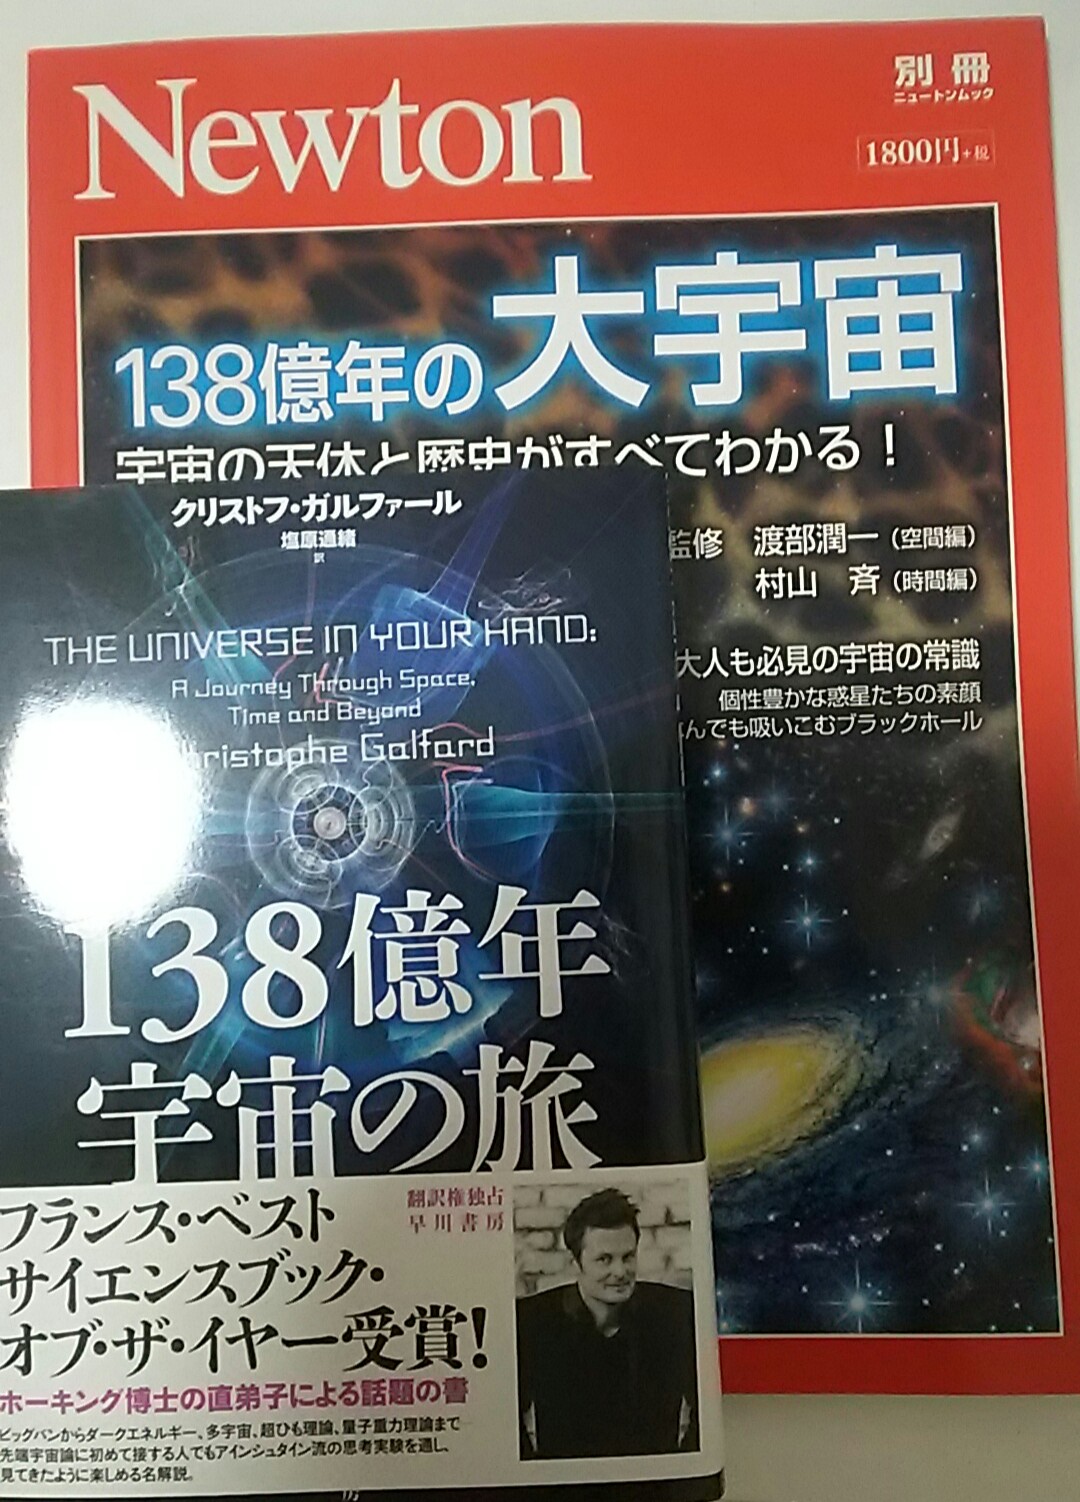 Newton
別冊
ニュートンムック
1800円+税
138億年の大宇宙
宇宙の天体と歴史がすべてわかる！
監修 渡部潤一（空間編）
村山 斉（時間編）
大人も必見の宇宙の常識
個性豊かな惑星たちの素顔
んでも吸いこむブラックホール
クリストフ・ガルファール
塩原通緒
訳
THE UNIVERSE IN YOUR HAND:
A Journey Through Space,
Time and Beyond
hristophe Galfard
138億年
宇宙の旅
フランス・ベスト
サイエンスブック・
オブ・ザ・イヤー受賞!
翻訳権独占
早川書房
ホーキング博士の直弟子による話題の書
ビッグバンからダークエネルギー、多宇宙、超ひも理論、量子重力理論まで
先端宇宙論に初めて接する人でもアインシュタイン流の思考実験を通し、
見てきたように楽しめる名解説。